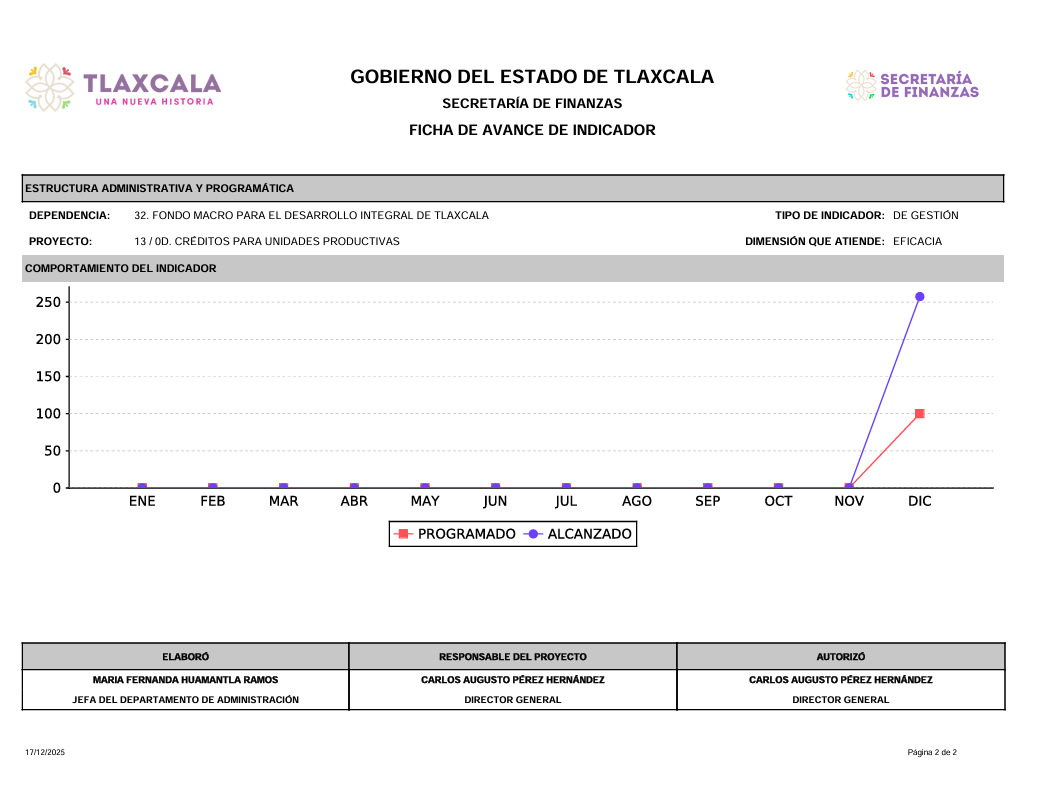 TLAXCALA
UNA NUEVA HISTORIA
GOBIERNO DEL ESTADO DE TLAXCALA
SECRETARÍA DE FINANZAS
FICHA DE AVANCE DE INDICADOR
SECRETARÍA
DE FINANZAS
ESTRUCTURA ADMINISTRATIVA Y PROGRAMÁTICA
DEPENDENCIA: 32. FONDO MACRO PARA EL DESARROLLO INTEGRAL DE TLAXCALA TIPO DE INDICADOR: DE GESTIÓN
PROYECTO: 13 / 0D. CRÉDITOS PARA UNIDADES PRODUCTIVAS DIMENSIÓN QUE ATIENDE: EFICACIA
COMPORTAMIENTO DEL INDICADOR
250
200
150
100
50
0
ENE FEB MAR ABR MAY JUN JUL AGO SEP OCT NOV DIC
PROGRAMADO ALCANZADO
ELABORÓ RESPONSABLE DEL PROYECTO AUTORIZÓ
MARIA FERNANDA HUAMANTLA RAMOS CARLOS AUGUSTO PÉREZ HERNÁNDEZ CARLOS AUGUSTO PÉREZ HERNÁNDEZ
JEFA DEL DEPARTAMENTO DE ADMINISTRACIÓN DIRECTOR GENERAL DIRECTOR GENERAL
17/12/2025 Página 2 de 2